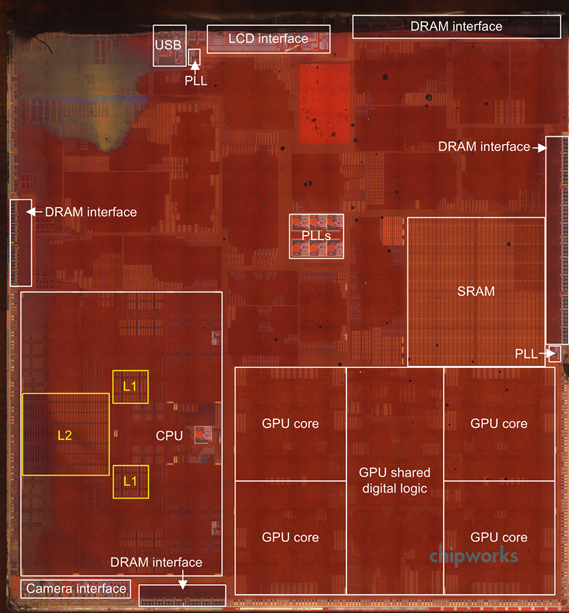 DRAM interface
USB
LCD interface
PLL
DRAM interface
DRAM interface
PLLs
SRAM
PLL
L1
L2
CPU
L1
GPU core
GPU core
GPU shared
digital logic
GPU core
GPU core
chipworks
DRAM interface
Camera interface